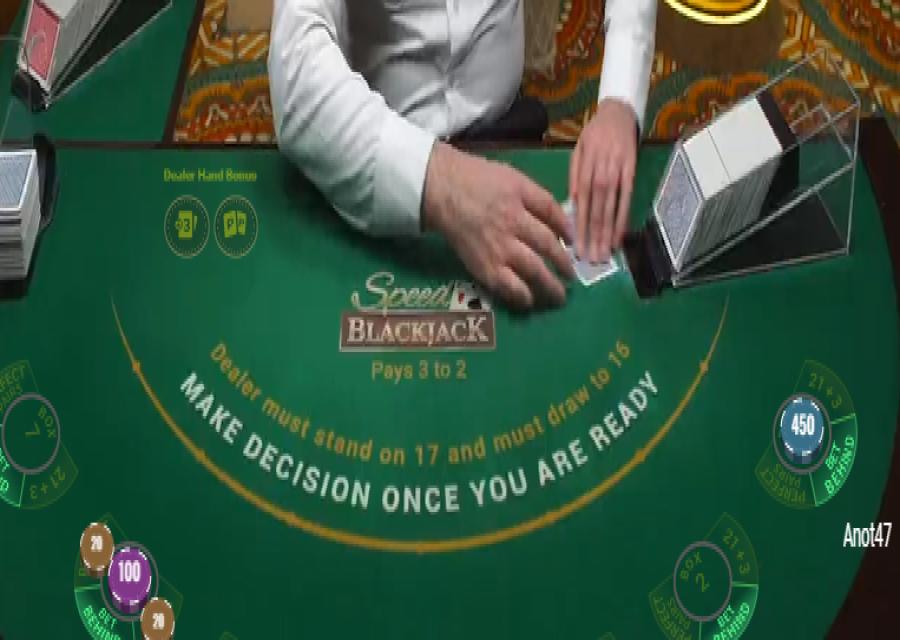 Dealer Hand Bonus
Speed
BLACKJACK
Pays 3 to 2
Dealer must stand on 17 and must draw to 16
MAKE DECISION ONCE YOU ARE READY
BOX
7
21+3
21+3
450
BET
BEHIND
PERFECT
PAIRS
Anot47
20
100
20
BET
BEHIND
BOX
2
21+3
BET
BEHIND
PERFECT
PAIRS